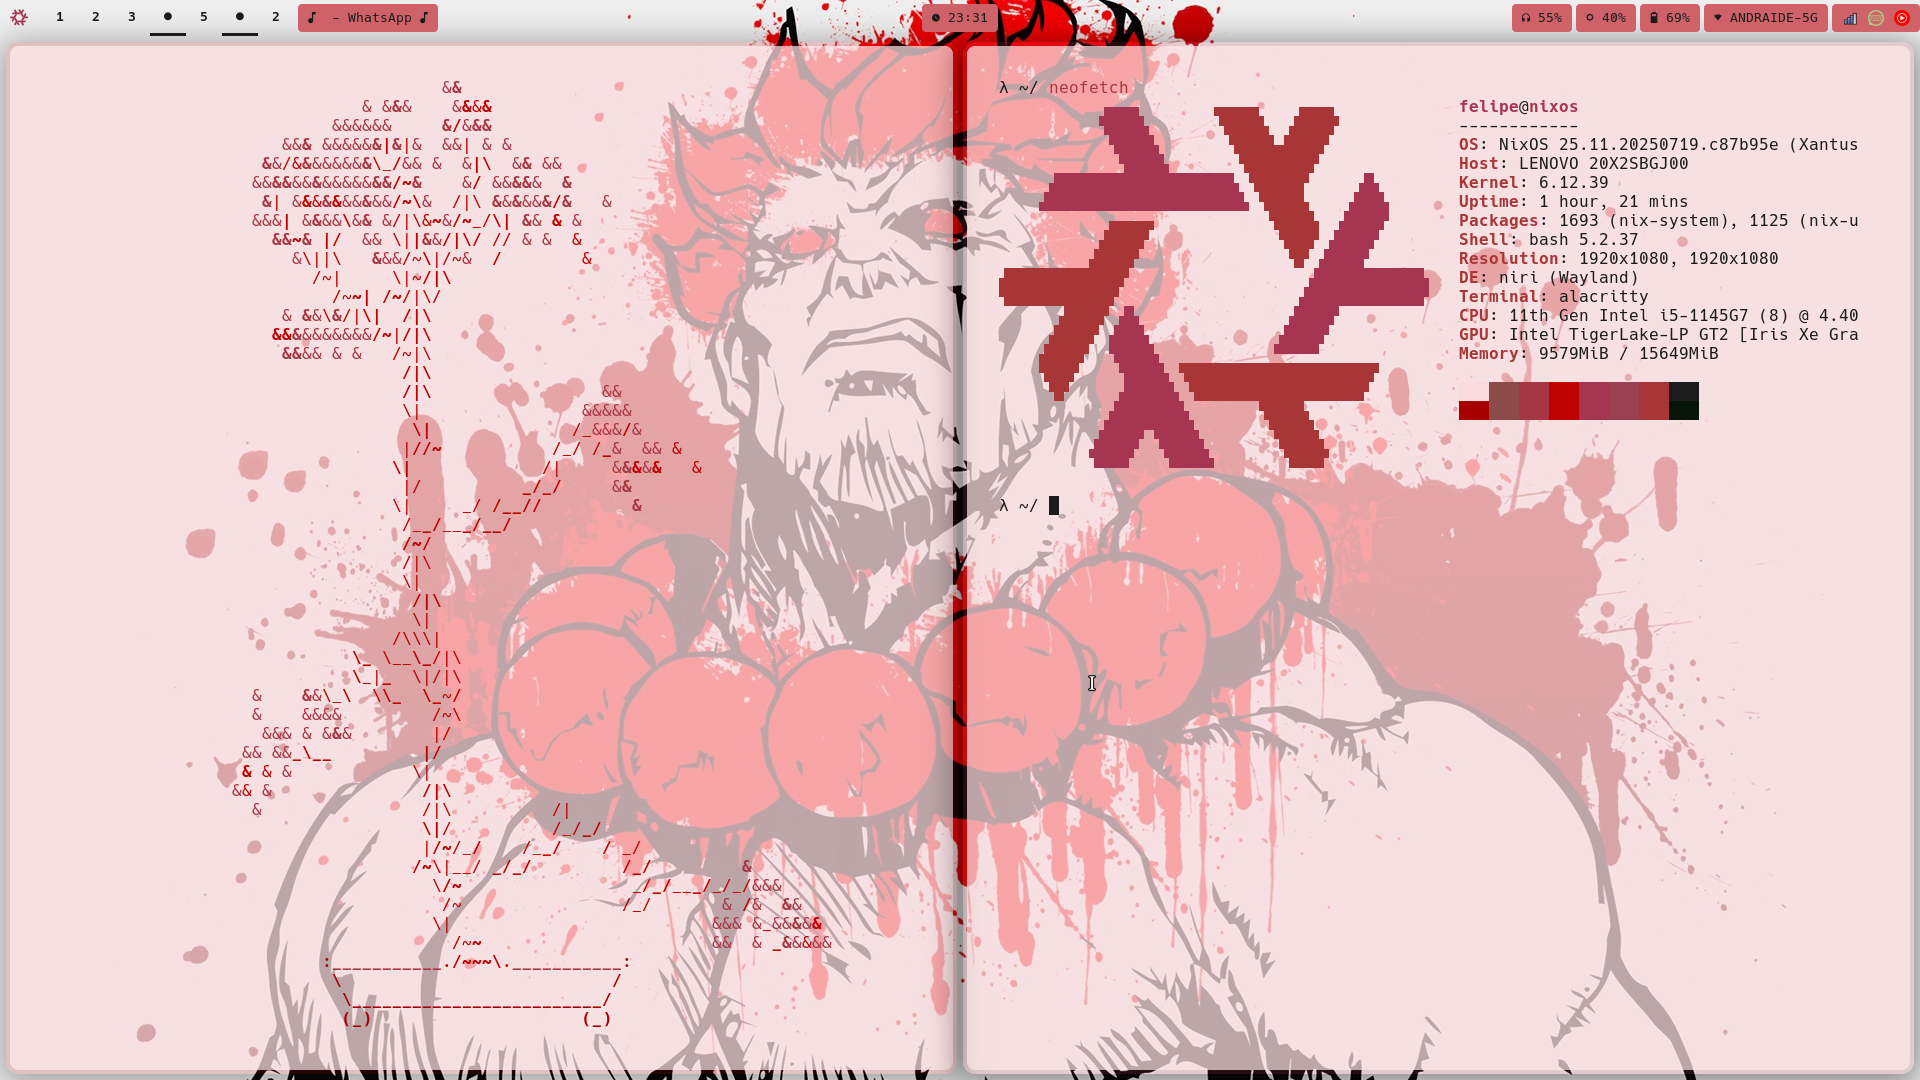 1 2 3 ● 5 ● 2 – WhatsApp 23:31 55% 40% 69% ANDRAIDE-5G
λ ~/ neofetch
felipe@nixos
------------
OS: NixOS 25.11.20250719.c87b95e (Xantus
Host: LENOVO 20X2SBGJ00
Kernel: 6.12.39
Uptime: 1 hour, 21 mins
Packages: 1693 (nix-system), 1125 (nix-u
Shell: bash 5.2.37
Resolution: 1920x1080, 1920x1080
DE: niri (Wayland)
Terminal: alacritty
CPU: 11th Gen Intel i5-1145G7 (8) @ 4.40
GPU: Intel TigerLake-LP GT2 [Iris Xe Gra
Memory: 9579MiB / 15649MiB
λ ~/